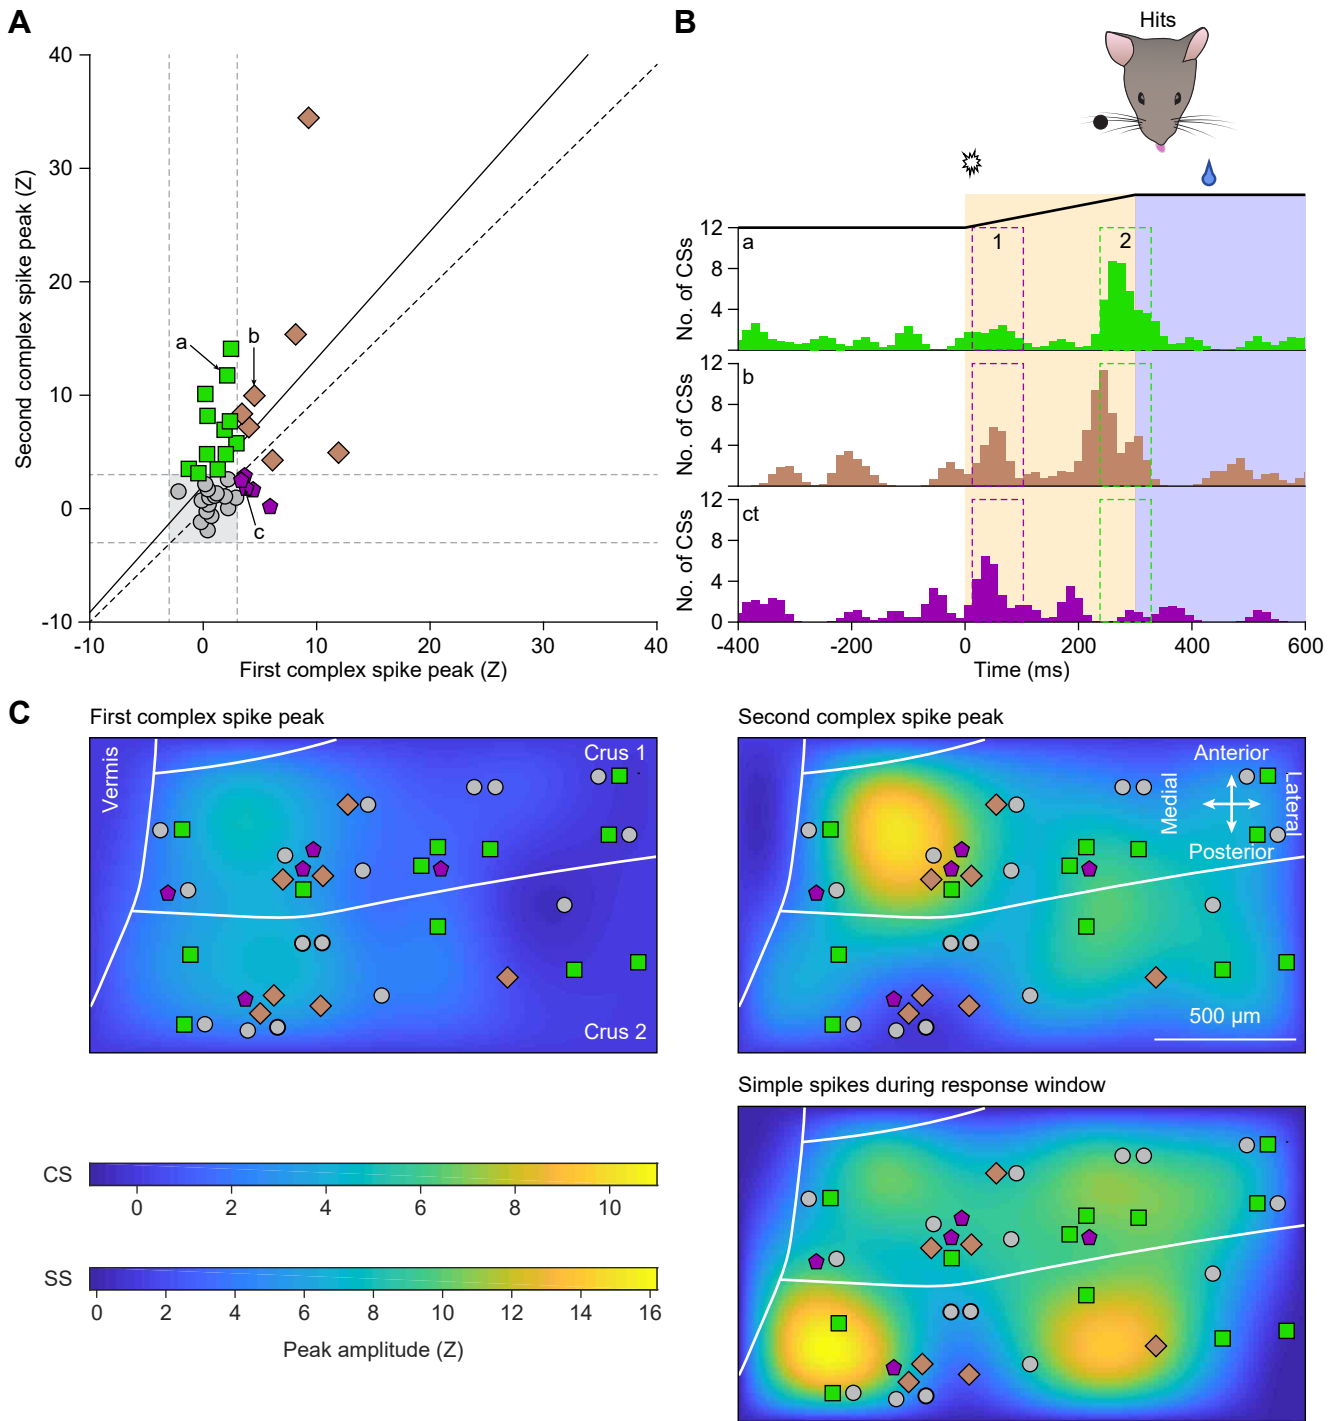 A
40
30
20
10
0
-10
-10
0
10
20
30
40
Second complex spike peak (Z)
First complex spike peak (Z)
a
b
c
B
Hits
12
8
4
No. of CSs
a
1
2
12
8
4
No. of CSs
b
12
8
4
0
No. of CSs
ct
-400
-200
0
200
400
600
Time (ms)
C
First complex spike peak
Vermis
Crus 1
Crus 2
Second complex spike peak
Anterior
Medial
Lateral
Posterior
500 µm
Simple spikes during response window
CS
0
2
4
6
8
10
SS
0
2
4
6
8
10
12
14
16
Peak amplitude (Z)